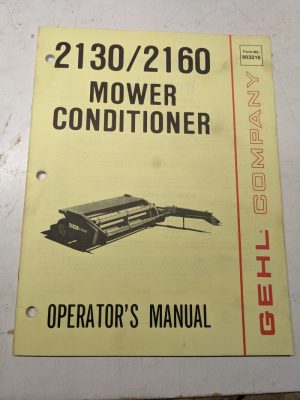 Form No.
903216
2130/2160
MOWER
CONDITIONER
OPERATOR'S MANUAL
GEHL COMPANY